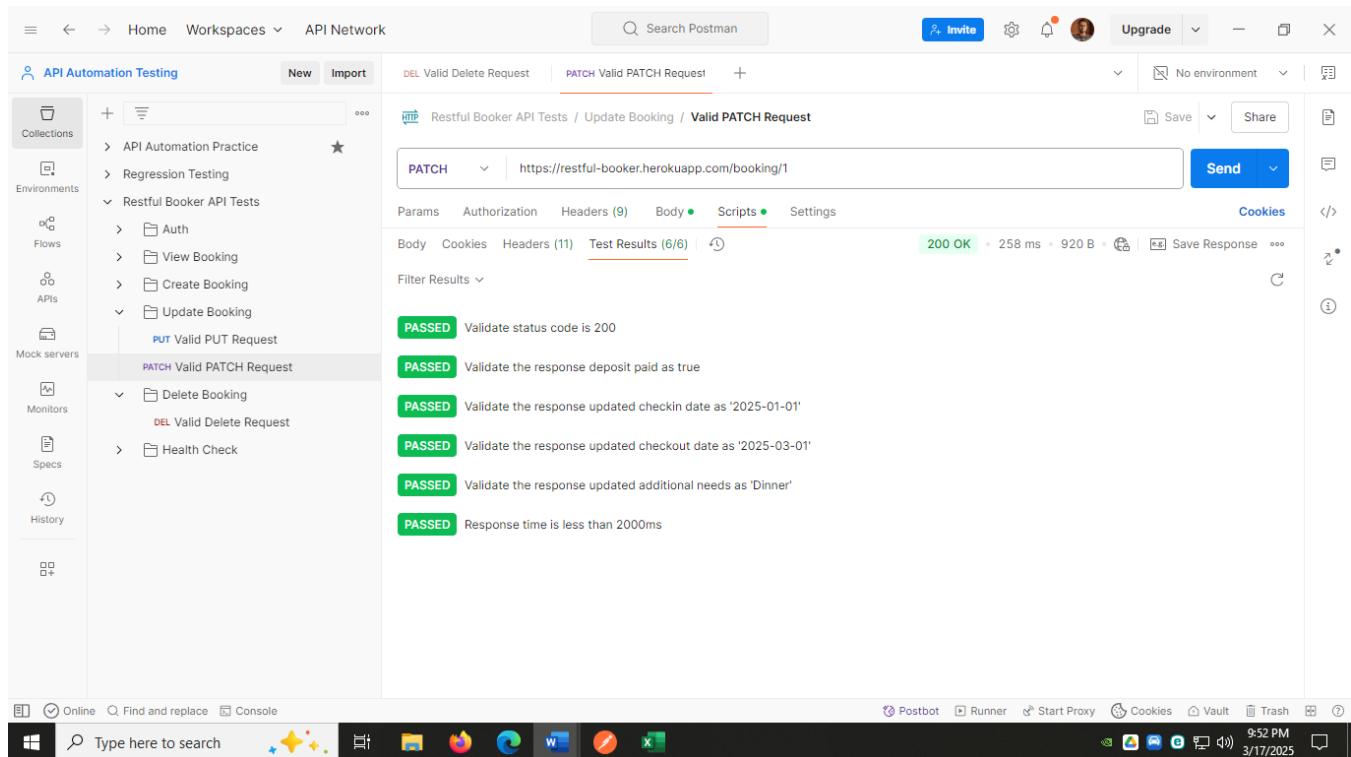 Home Workspaces API Network Search Postman Invite Upgrade
API Automation Testing New Import DEL Valid Delete Request PATCH Valid PATCH Request No environment
Collections
Environments
Flows
APIs
Mock servers
Monitors
Specs
History
API Automation Practice
Regression Testing
Restful Booker API Tests
Auth
View Booking
Create Booking
Update Booking
PUT Valid PUT Request
PATCH Valid PATCH Request
Delete Booking
DEL Valid Delete Request
Health Check
HTTP Restful Booker API Tests / Update Booking / Valid PATCH Request Save Share
PATCH https://restful-booker.herokuapp.com/booking/1 Send
Params Authorization Headers (9) Body Scripts Settings Cookies
Body Cookies Headers (11) Test Results (6/6) 200 OK 258 ms 920 B e.g. Save Response
Filter Results
PASSED Validate status code is 200
PASSED Validate the response deposit paid as true
PASSED Validate the response updated checkin date as '2025-01-01'
PASSED Validate the response updated checkout date as '2025-03-01'
PASSED Validate the response updated additional needs as 'Dinner'
PASSED Response time is less than 2000ms
Online Find and replace Console Postbot Runner Start Proxy Cookies Vault Trash
Type here to search 9:52 PM
3/17/2025